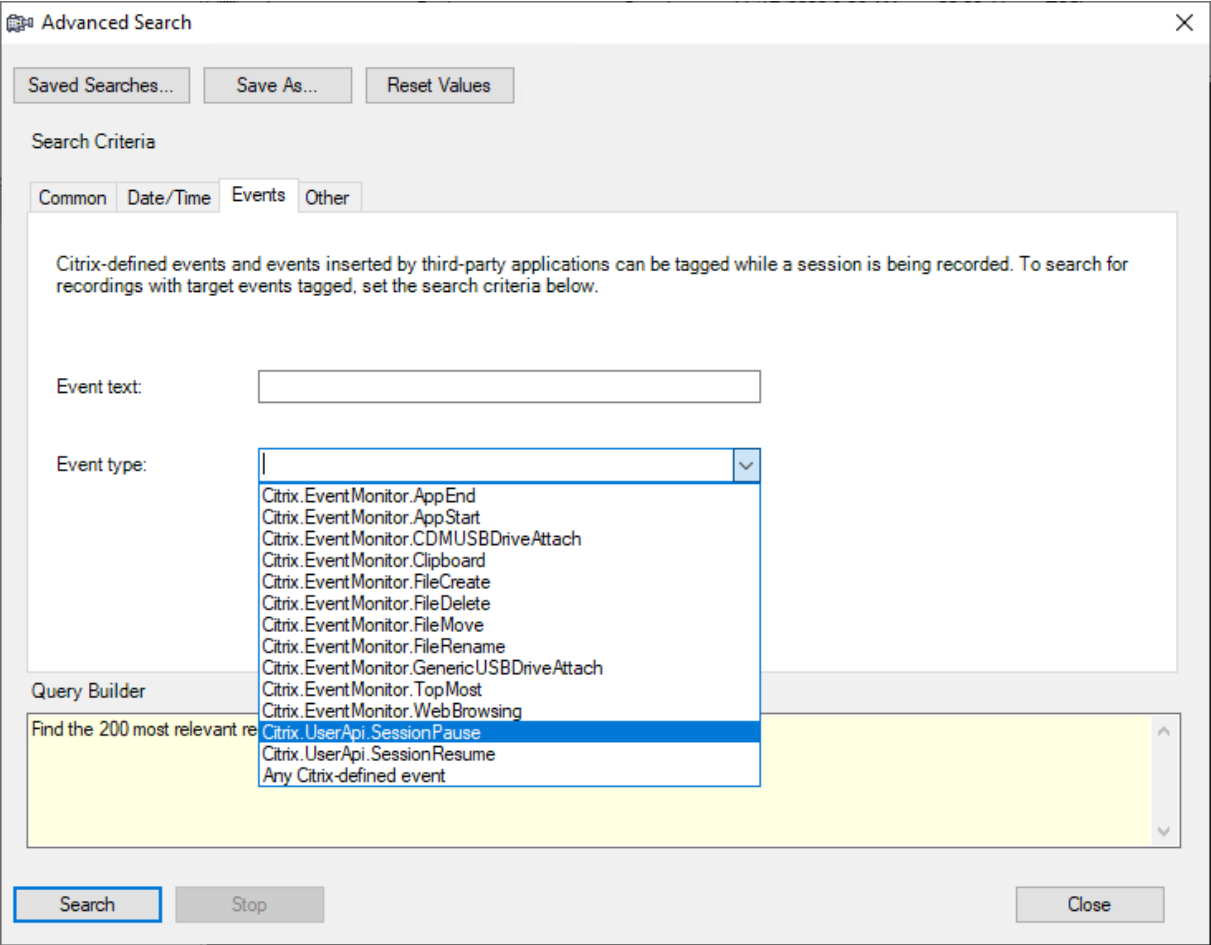 Advanced Search
Saved Searches...
Save As...
Reset Values
Search Criteria
Common
Date/Time
Events
Other
Citrix-defined events and events inserted by third-party applications can be tagged while a session is being recorded. To search for
recordings with target events tagged, set the search criteria below.
Event text:
Event type:
Citrix.EventMonitor.AppEnd
Citrix.EventMonitor.AppStart
Citrix.EventMonitor.CDMUSBDriveAttach
Citrix.EventMonitor.Clipboard
Citrix.EventMonitor.FileCreate
Citrix.EventMonitor.FileDelete
Citrix.EventMonitor.FileMove
Citrix.EventMonitor.FileRename
Citrix.EventMonitor.GenericUSBDriveAttach
Citrix.EventMonitor.TopMost
Citrix.EventMonitor.WebBrowsing
Citrix.UserApi.SessionPause
Citrix.UserApi.SessionResume
Any Citrix-defined event
Query Builder
Find the 200 most relevant re
Search
Stop
Close